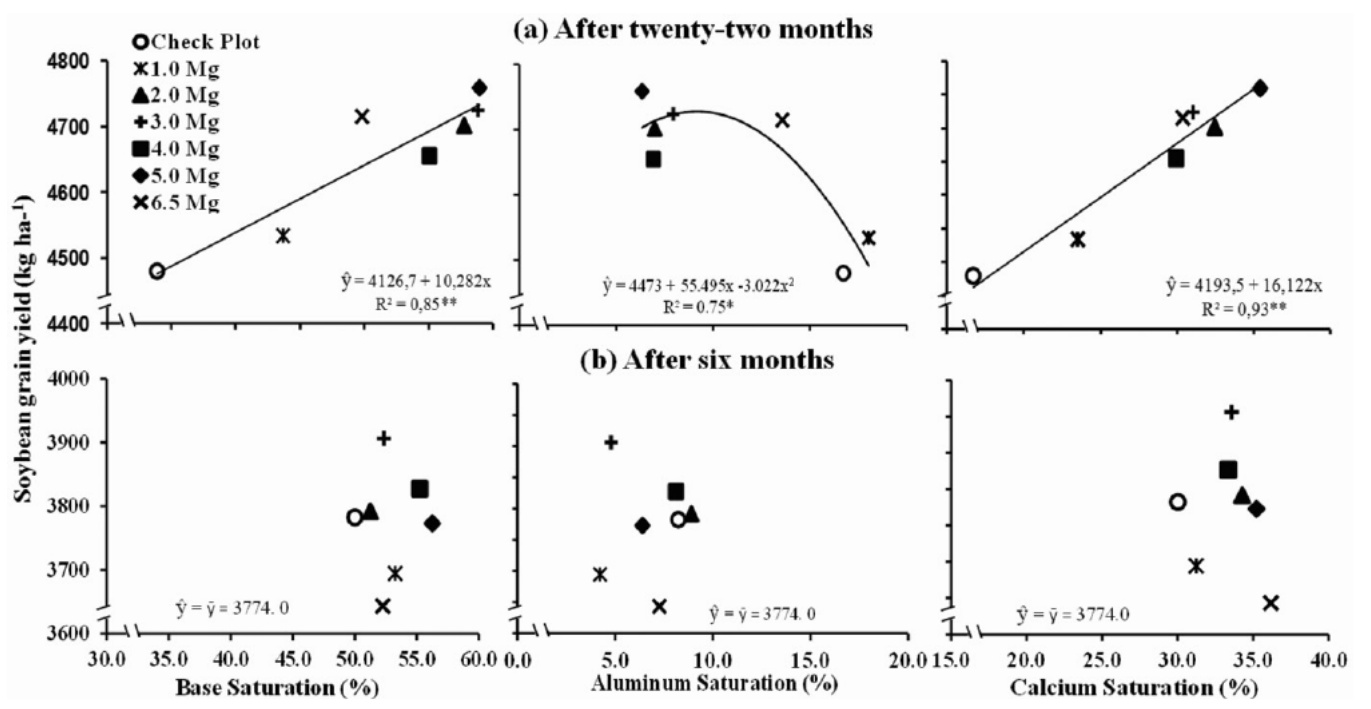 (a) After twenty-two months
Check Plot
1.0 Mg
2.0 Mg
3.0 Mg
4.0 Mg
5.0 Mg
6.5 Mg
Soybean grain yield (kg ha-1)
4800
4700
4600
4500
4400
ŷ = 4126,7 + 10,282x
R² = 0,85**
ŷ = 4473 + 55.495x -3.022x²
R² = 0.75*
ŷ = 4193,5 + 16,122x
R² = 0,93**
(b) After six months
4000
3900
3800
3700
3600
ŷ = ȳ = 3774. 0
ŷ = ȳ = 3774. 0
ŷ = ȳ = 3774.0
30.0 35.0 40.0 45.0 50.0 55.0 60.0
0.0 5.0 10.0 15.0 20.0
15.0 20.0 25.0 30.0 35.0 40.0
Base Saturation (%)
Aluminum Saturation (%)
Calcium Saturation (%)